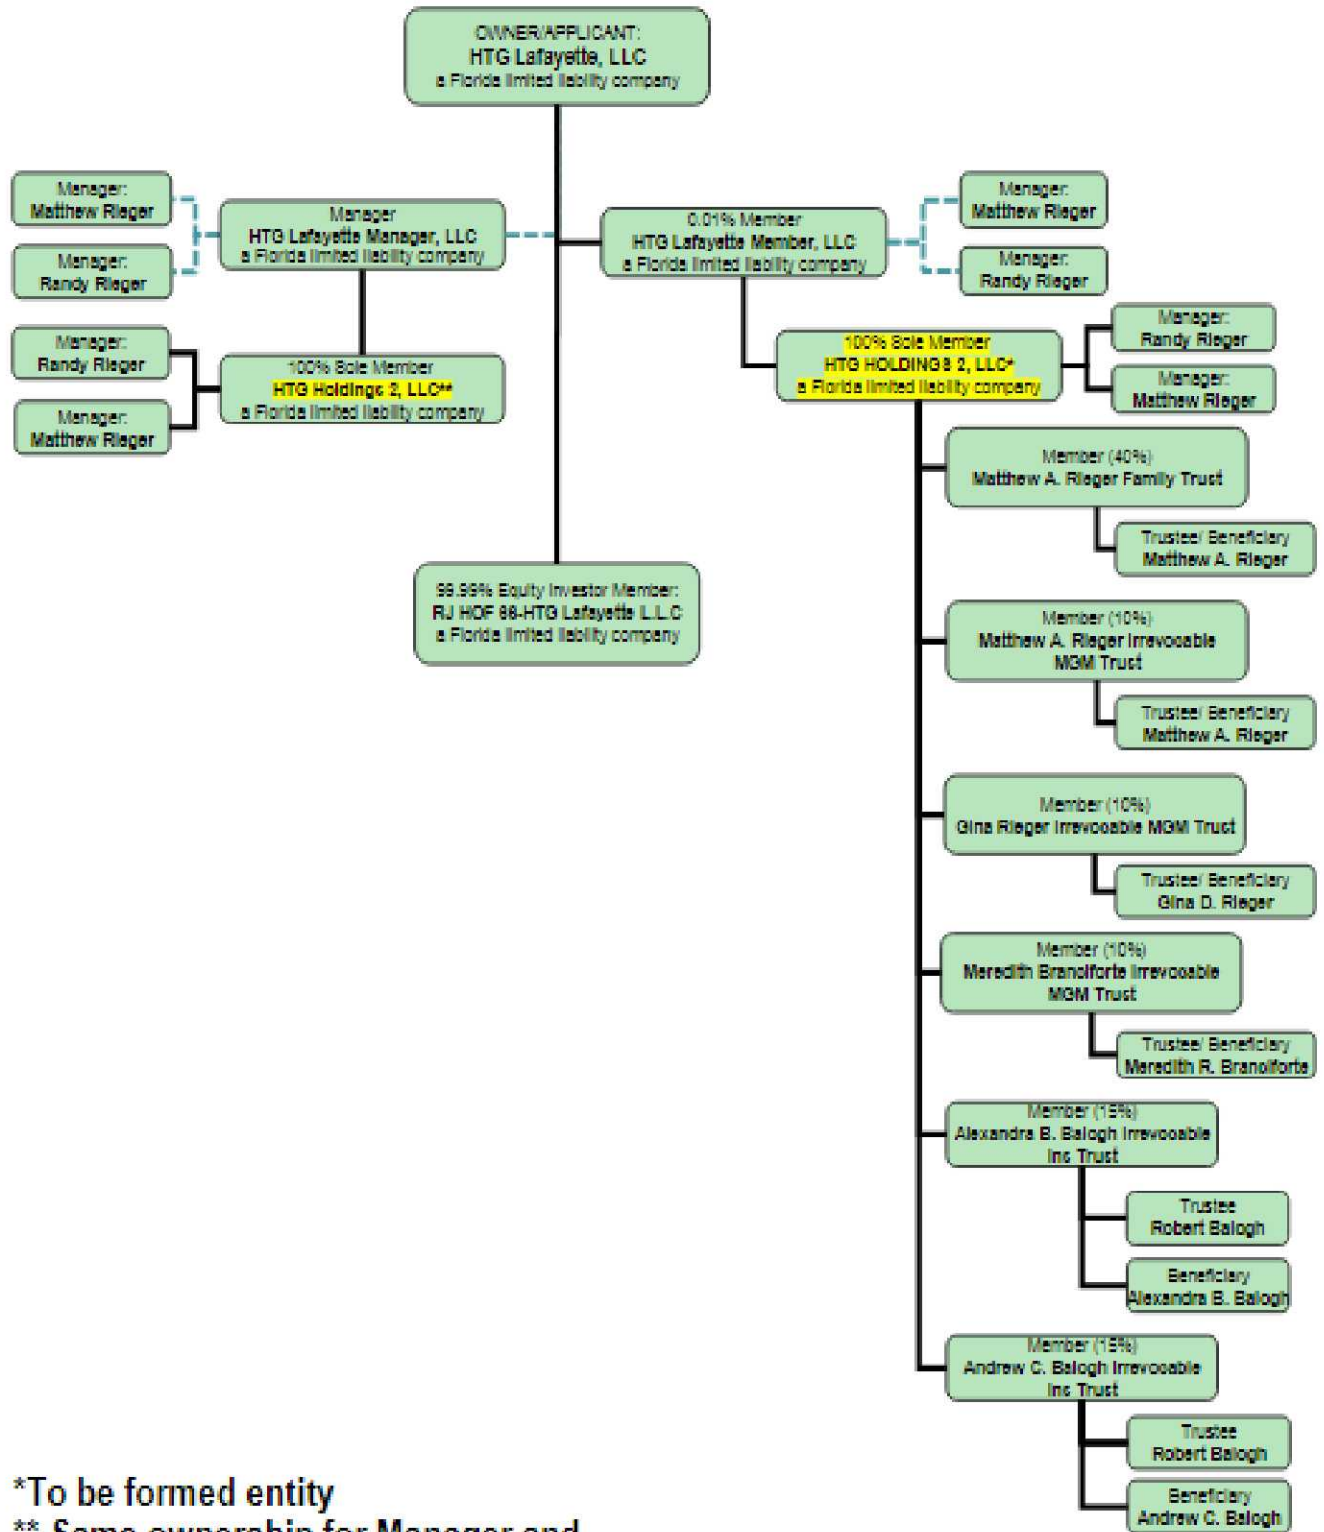 OWNER/APPLICANT:
HTG Lafayette, LLC
a Florida limited liability company
Manager:
Matthew Rieger
Manager:
Randy Rieger
Manager
HTG Lafayette Manager, LLC
a Florida limited liability company
0.01% Member
HTG Lafayette Member, LLC
a Florida limited liability company
Manager:
Matthew Rieger
Manager:
Randy Rieger
Manager:
Randy Rieger
Manager:
Matthew Rieger
100% Sole Member
HTG Holdings 2, LLC**
a Florida limited liability company
100% Sole Member
HTG HOLDINGS 2, LLC*
a Florida limited liability company
Manager:
Randy Rieger
Manager:
Matthew Rieger
Member (40%)
Matthew A. Rieger Family Trust
Trustee/ Beneficiary
Matthew A. Rieger
99.99% Equity Investor Member:
RJ HOF -HTG Lafayette L.L.C
a Florida limited liability company
Member (10%)
Matthew A. Rieger Irrevocable
MGM Trust
Trustee/ Beneficiary
Matthew A. Rieger
Member (10%)
Gina Rieger Irrevocable MGM Trust
Trustee/ Beneficiary
Gina D. Rieger
Member (10%)
Meredith Branciforte Irrevocable
MGM Trust
Trustee/ Beneficiary
Meredith R. Branciforte
Member (15%)
Alexandra B. Balogh Irrevocable
Ins Trust
Trustee
Robert Balogh
Beneficiary
Alexandra B. Balogh
Member (15%)
Andrew C. Balogh Irrevocable
Ins Trust
Trustee
Robert Balogh
Beneficiary
Andrew C. Balogh
*To be formed entity
** Same ownership for Manager and